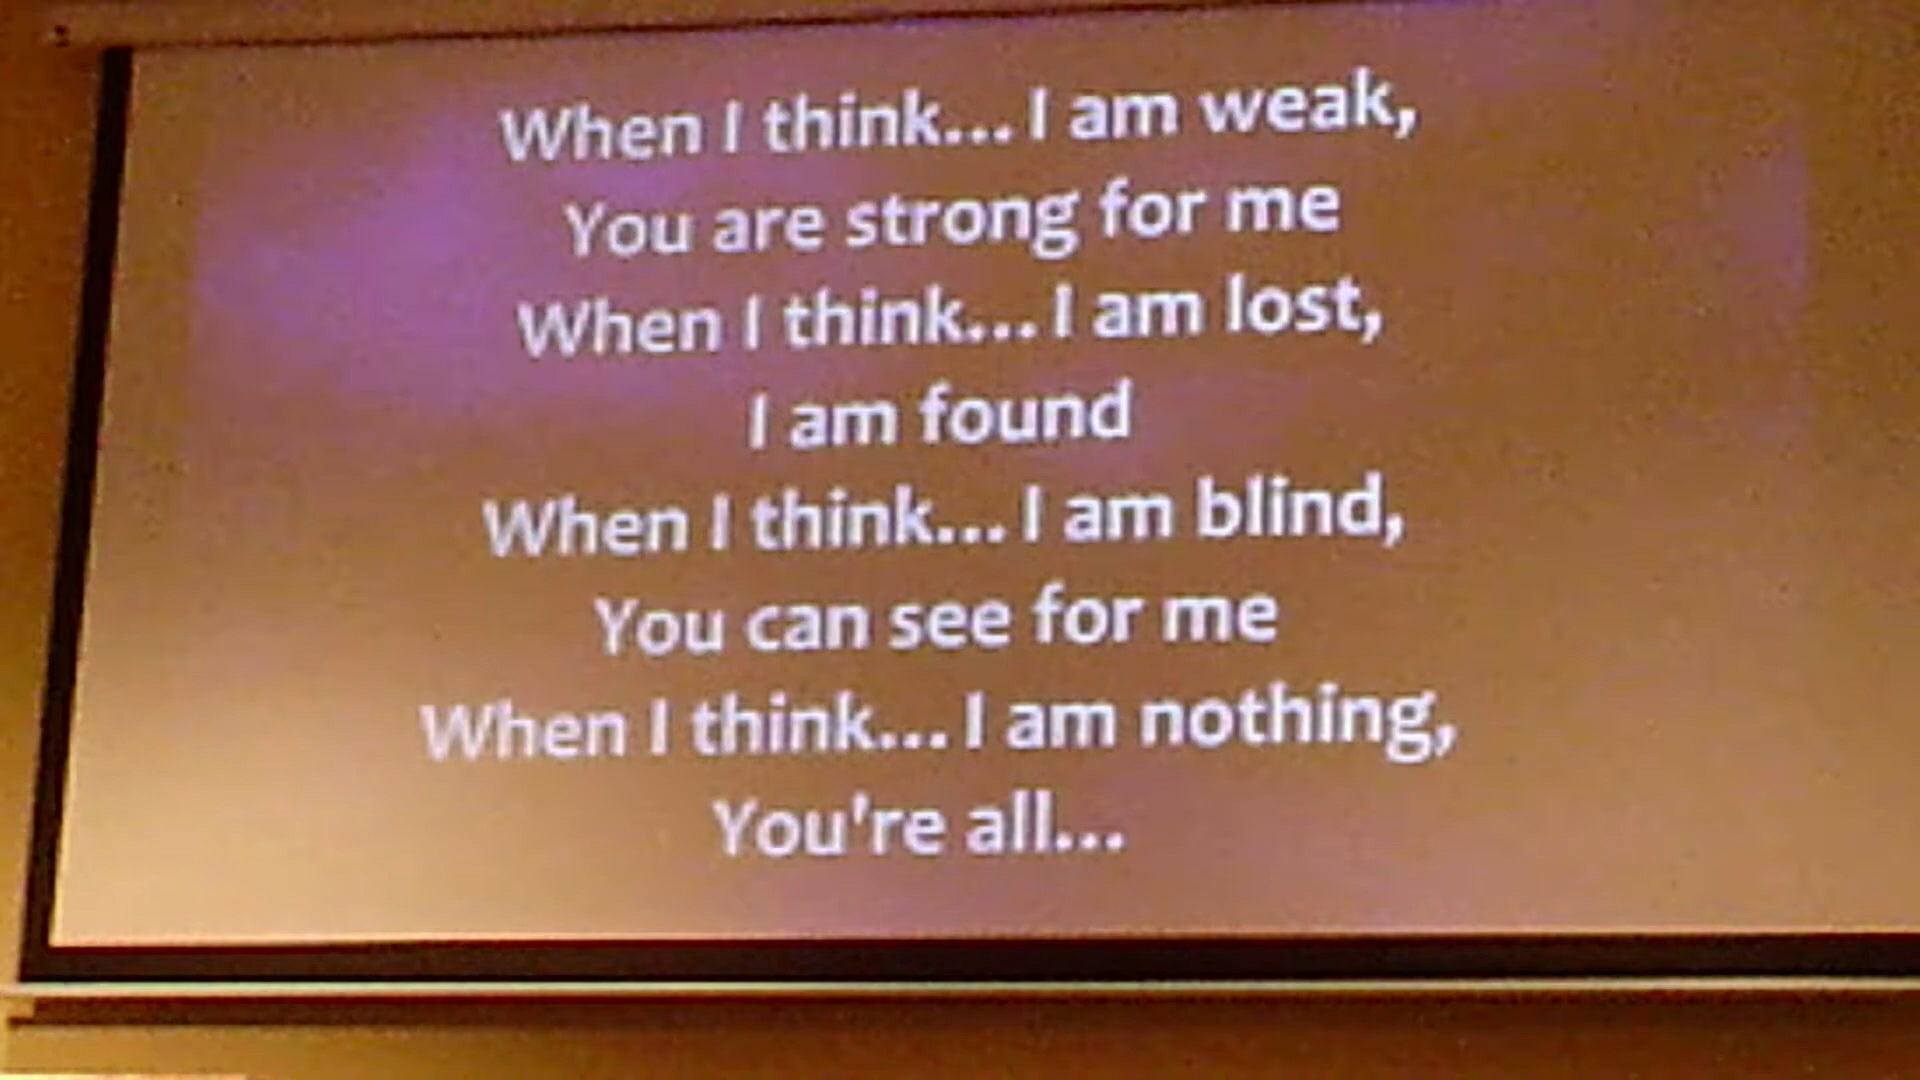 When I think... I am weak,
You are strong for me
When I think... I am lost,
I am found
When I think... I am blind,
You can see for me
When I think... I am nothing,
You're all...